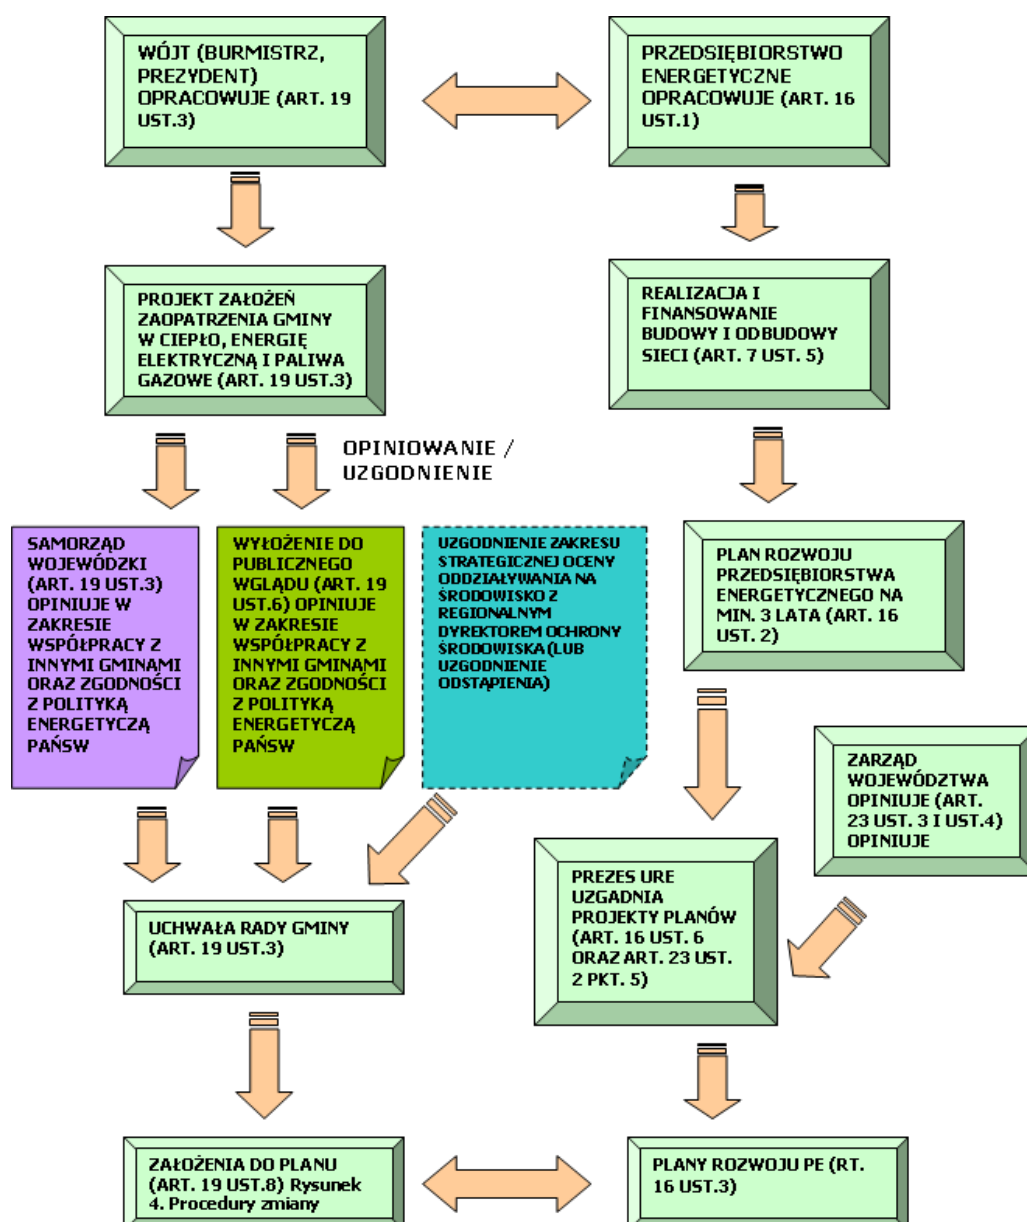 WÓJT (BURMISTRZ,
PREZYDENT)
OPRACOWUJE (ART. 19
UST.3)
PRZEDSIĘBIORSTWO
ENERGETYCZNE
OPRACOWUJE (ART. 16
UST.1)
PROJEKT ZAŁOŻEŃ
ZAOPATRZENIA GMINY
W CIEPŁO, ENERGIĘ
ELEKTRYCZNĄ I PALIWA
GAZOWE (ART. 19 UST.3)
REALIZACJA I
FINANSOWANIE
BUDOWY I ODBUDOWY
SIECI (ART. 7 UST. 5)
OPINIOWANIE /
UZGODNIENIE
SAMORZĄD
WOJEWÓDZKI
(ART. 19 UST.3)
OPINIUJE W
ZAKRESIE
WSPÓŁPRACY Z
INNYMI GMINAMI
ORAZ ZGODNOŚCI
Z POLITYKĄ
ENERGETYCZĄ
PAŃSW
WYŁOŻENIE DO
PUBLICZNEGO
WGLĄDU (ART. 19
UST.6) OPINIUJE
W ZAKRESIE
WSPÓŁPRACY Z
INNYMI GMINAMI
ORAZ ZGODNOŚCI
Z POLITYKĄ
ENERGETYCZĄ
PAŃSW
UZGODNIENIE ZAKRESU
STRATEGICZNEJ OCENY
ODDZIAŁYWANIA NA
ŚRODOWISKO Z
REGIONALNYM
DYREKTOREM OCHRONY
ŚRODOWISKA (LUB
UZGODNIENIE
ODSTĄPIENIA)
PLAN ROZWOJU
PRZEDSIĘBIORSTWA
ENERGETYCZNEGO NA
MIN. 3 LATA (ART. 16
UST. 2)
ZARZĄD
WOJEWÓDZTWA
OPINIUJE (ART.
23 UST. 3 I UST.4)
OPINIUJE
PREZES URE
UZGADNIA
PROJEKTY PLANÓW
(ART. 16 UST. 6
ORAZ ART. 23 UST.
2 PKT. 5)
UCHWAŁA RADY GMINY
(ART. 19 UST.3)
ZAŁOŻENIA DO PLANU
(ART. 19 UST.8) Rysunek
4. Procedury zmiany
PLANY ROZWOJU PE (RT.
16 UST.3)